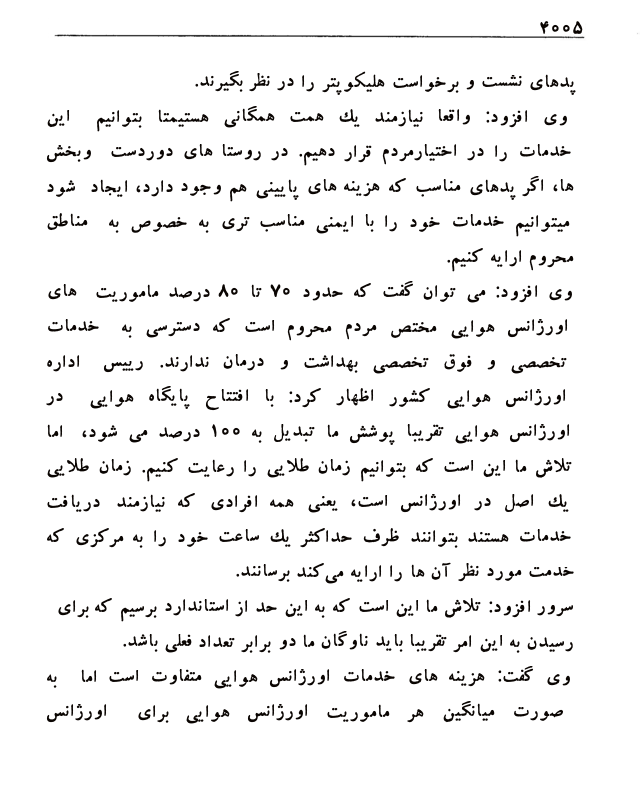 ۴۰۰۵
پدهای نشست و برخواست هلیکوپتر را در نظر بگیرند.
وی افزود: واقعا نیازمند یك همت همگانی هستیمتا بتوانیم این
خدمات را در اختیارمردم قرار دهیم. در روستا های دوردست وبخش
ها، اگر پدهای مناسب که هزینه های پایینی هم وجود دارد، ایجاد شود
میتوانیم خدمات خود را با ایمنی مناسب تری به خصوص به مناطق
محروم ارایه کنیم.
وی افزود: می توان گفت که حدود ۷۰ تا ۸۰ درصد ماموریت های
اورژانس هوایی مختص مردم محروم است که دسترسی به خدمات
تخصصی و فوق تخصصی بهداشت و درمان ندارند. رییس اداره
اورژانس هوایی کشور اظهار کرد: با افتتاح پایگاه هوایی در
اورژانس هوایی تقریبا پوشش ما تبدیل به ۱۰۰ درصد می شود، اما
تلاش ما این است که بتوانیم زمان طلایی را رعایت کنیم. زمان طلایی
یك اصل در اورژانس است، یعنی همه افرادی که نیازمند دریافت
خدمات هستند بتوانند ظرف حداکثر یك ساعت خود را به مرکزی که
خدمت مورد نظر آن ها را ارایه می‌کند برسانند.
سرور افزود: تلاش ما این است که به این حد از استاندارد برسیم که برای
رسیدن به این امر تقریبا باید ناوگان ما دو برابر تعداد فعلی باشد.
وی گفت: هزینه های خدمات اورژانس هوایی متفاوت است اما به
صورت میانگین هر ماموریت اورژانس هوایی برای اورژانس